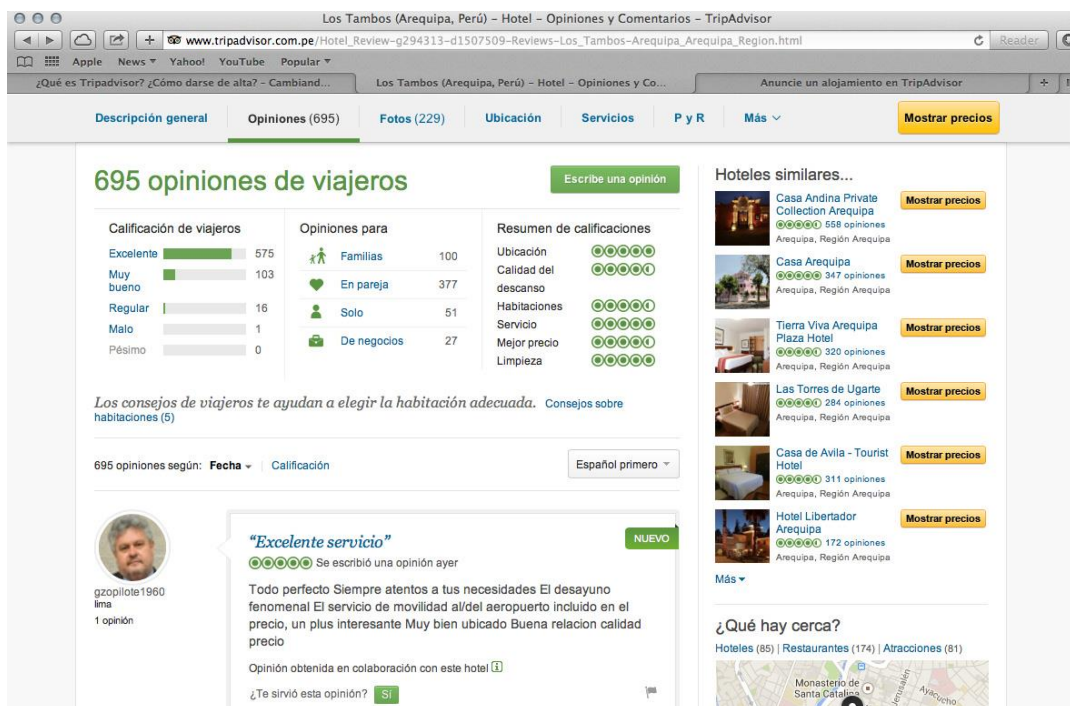 Los Tambos (Arequipa, Perú) – Hotel – Opiniones y Comentarios – TripAdvisor
www.tripadvisor.com.pe/Hotel_Review-g294313-d1507509-Reviews-Los_Tambos-Arequipa_Arequipa_Region.html
Reader
Apple News Yahoo! YouTube Popular
¿Qué es Tripadvisor? ¿Cómo darse de alta? – Cambiand...
Los Tambos (Arequipa, Perú) – Hotel – Opiniones y Co...
Anuncie un alojamiento en TripAdvisor
Descripción general
Opiniones (695)
Fotos (229)
Ubicación
Servicios
P y R
Más
Mostrar precios
695 opiniones de viajeros
Escribe una opinión
Calificación de viajeros
Excelente 575
Muy bueno 103
Regular 16
Malo 1
Pésimo 0
Opiniones para
Familias 100
En pareja 377
Solo 51
De negocios 27
Resumen de calificaciones
Ubicación
Calidad del
descanso
Habitaciones
Servicio
Mejor precio
Limpieza
Los consejos de viajeros te ayudan a elegir la habitación adecuada. Consejos sobre
habitaciones (5)
695 opiniones según: Fecha Calificación
Español primero
gzopilote1960
lima
1 opinión
“Excelente servicio”
NUEVO
Se escribió una opinión ayer
Todo perfecto Siempre atentos a tus necesidades El desayuno
fenomenal El servicio de movilidad al/del aeropuerto incluido en el
precio, un plus interesante Muy bien ubicado Buena relacion calidad
precio
Opinión obtenida en colaboración con este hotel
¿Te sirvió esta opinión? Sí
Hoteles similares...
Casa Andina Private
Collection Arequipa
558 opiniones
Arequipa, Región Arequipa
Mostrar precios
Casa Arequipa
347 opiniones
Arequipa, Región Arequipa
Mostrar precios
Tierra Viva Arequipa
Plaza Hotel
320 opiniones
Arequipa, Región Arequipa
Mostrar precios
Las Torres de Ugarte
284 opiniones
Arequipa, Región Arequipa
Mostrar precios
Casa de Avila - Tourist
Hotel
311 opiniones
Arequipa, Región Arequipa
Mostrar precios
Hotel Libertador
Arequipa
172 opiniones
Arequipa, Región Arequipa
Mostrar precios
Más
¿Qué hay cerca?
Hoteles (85) | Restaurantes (174) | Atracciones (81)
Monasterio de
Santa Catalina
Jerusalén
Ayacucho